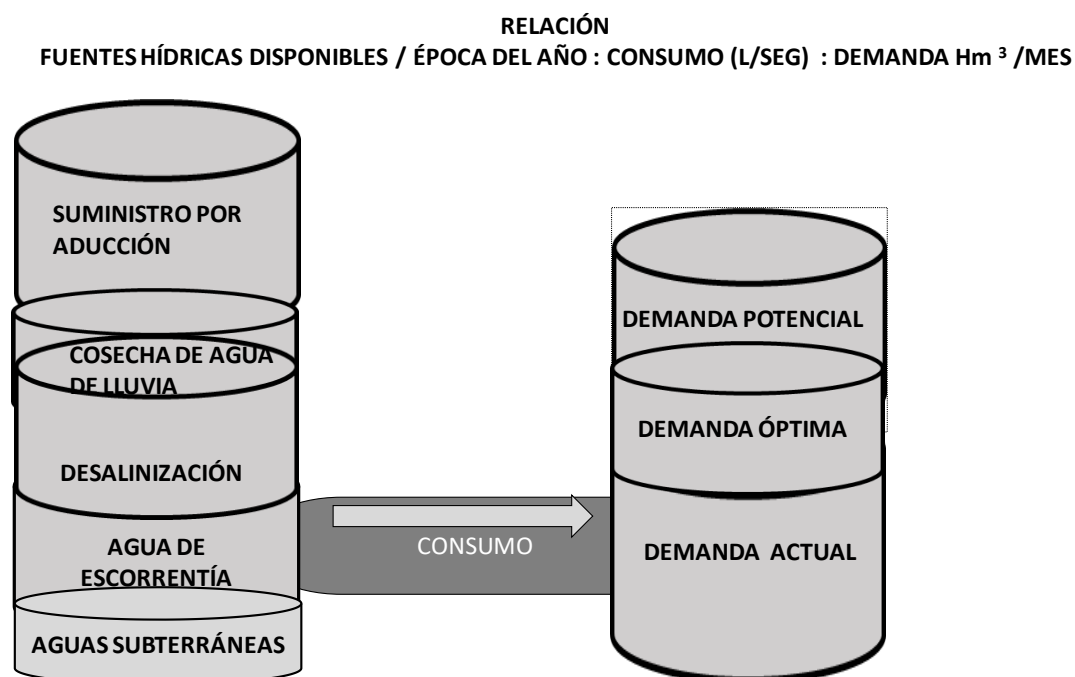 RELACIÓN
FUENTES HÍDRICAS DISPONIBLES / ÉPOCA DEL AÑO : CONSUMO (L/SEG) : DEMANDA Hm ³ /MES
SUMINISTRO POR
ADUCCIÓN
COSECHA DE AGUA
DE LLUVIA
DESALINIZACIÓN
AGUA DE
ESCORRENTÍA
AGUAS SUBTERRÁNEAS
CONSUMO
DEMANDA POTENCIAL
DEMANDA ÓPTIMA
DEMANDA ACTUAL